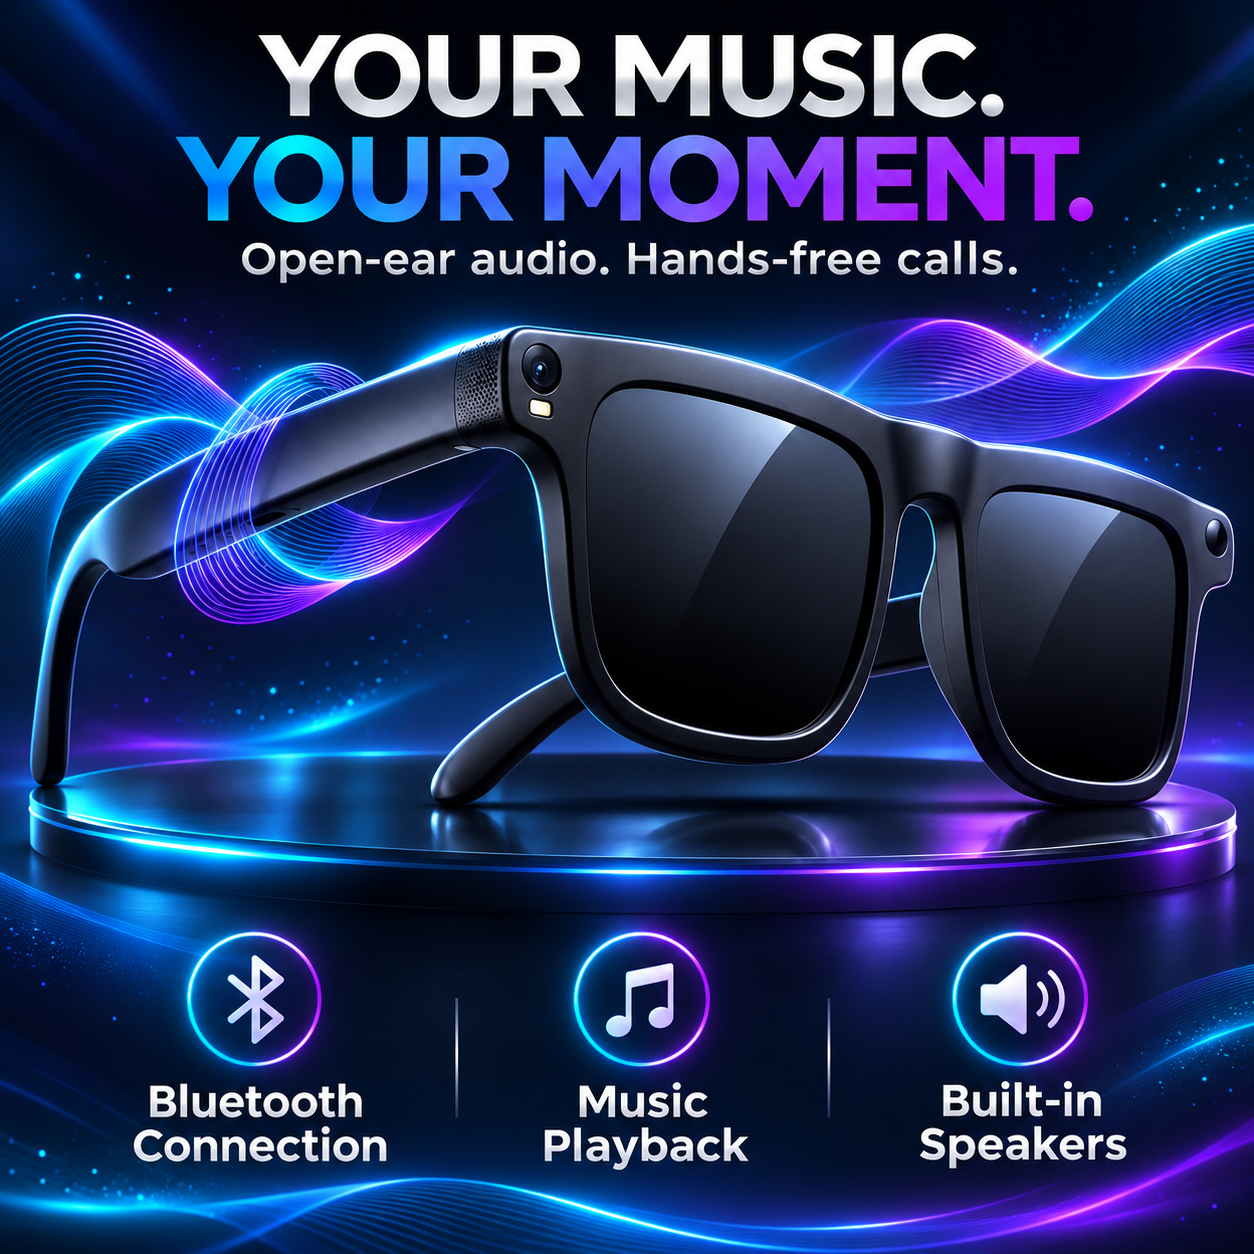 YOUR MUSIC.
YOUR MOMENT.
Open-ear audio. Hands-free calls.
Bluetooth
Connection
Music
Playback
Built-in
Speakers